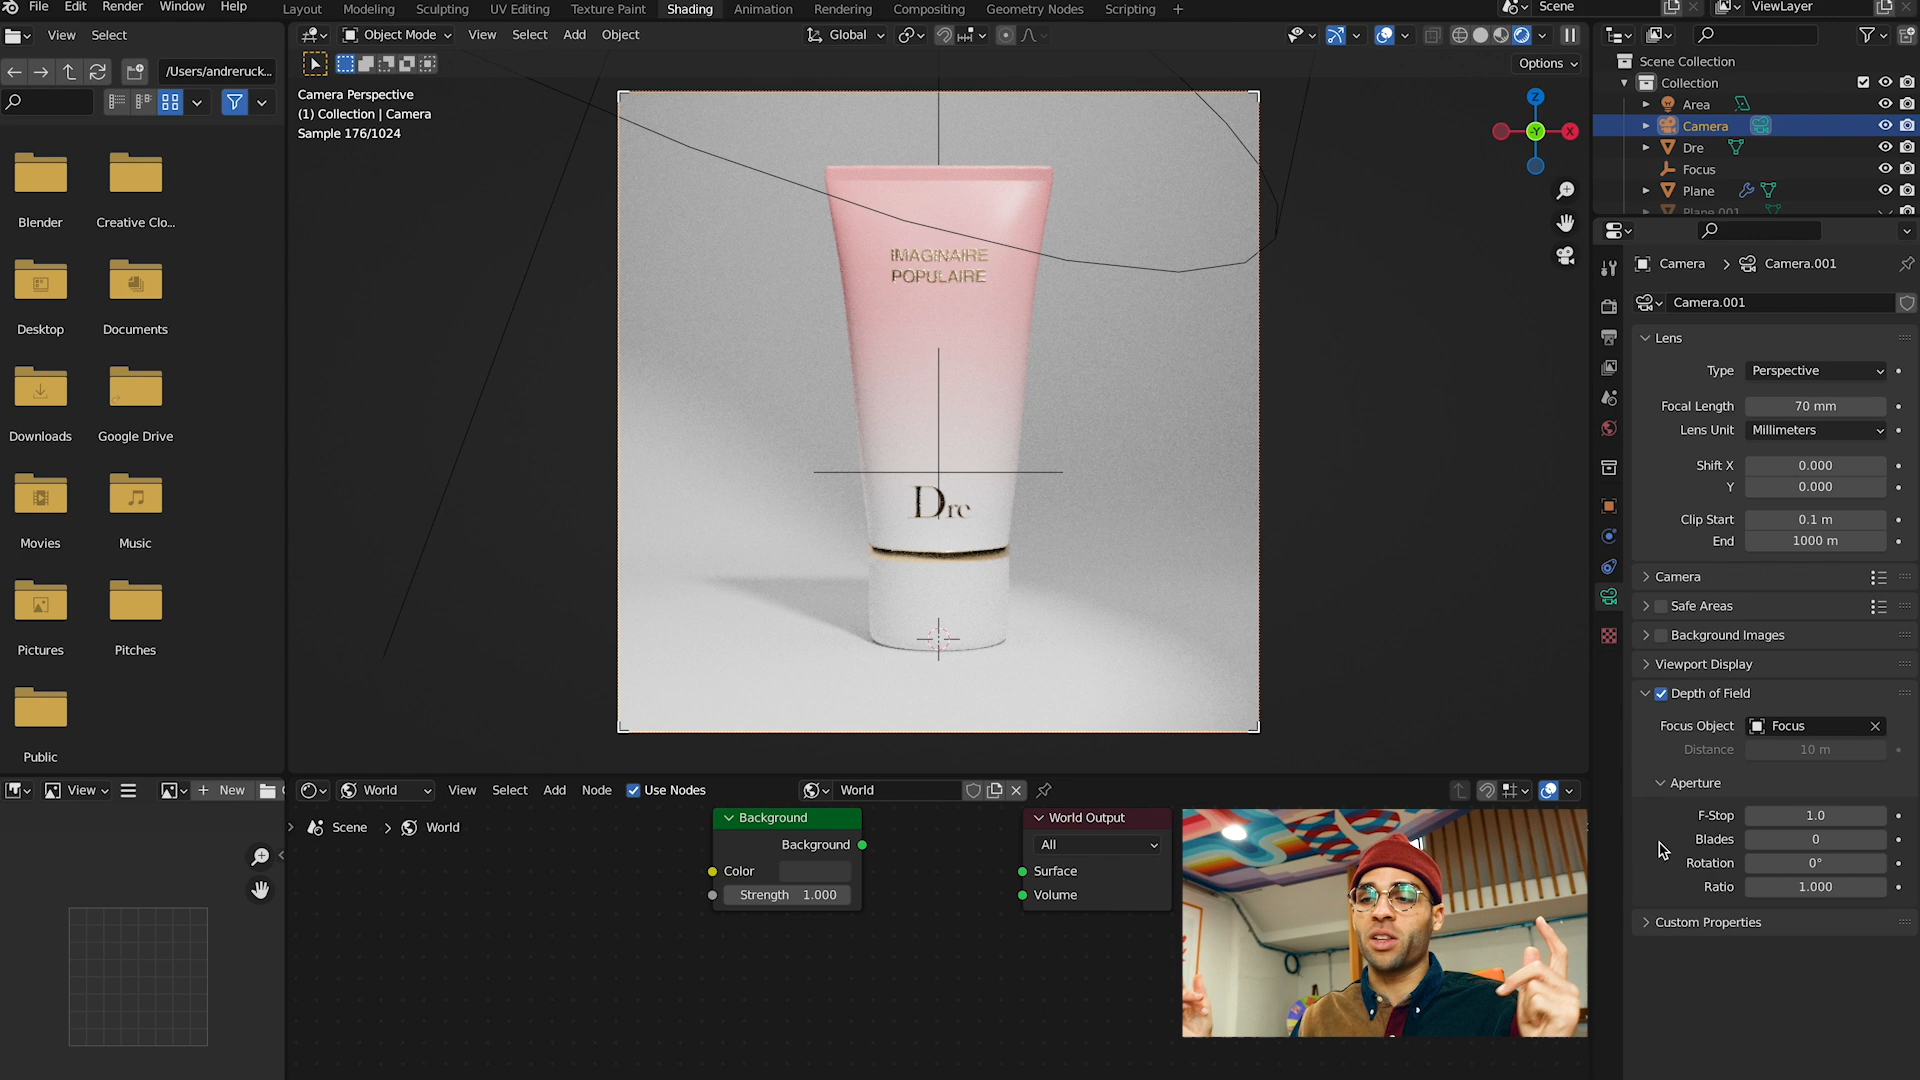 File Edit Render Window Help Layout Modeling Sculpting UV Editing Texture Paint Shading Animation Rendering Compositing Geometry Nodes Scripting + Scene ViewLayer
View Select
Object Mode View Select Add Object Global
/Users/andreruck...
Options
Camera Perspective
(1) Collection | Camera
Sample 176/1024
Z
-Y
X
Blender Creative Clo...
Desktop Documents
Downloads Google Drive
Movies Music
Pictures Pitches
Public
IMAGINAIRE
POPULAIRE
Dre
Scene Collection
Collection
Area
Camera
Dre
Focus
Plane
Plane.001
Camera > Camera.001
Camera.001
Lens
Type Perspective
Focal Length 70 mm
Lens Unit Millimeters
Shift X 0.000
Y 0.000
Clip Start 0.1 m
End 1000 m
Camera
Safe Areas
Background Images
Viewport Display
Depth of Field
Focus Object Focus
Distance 10 m
Aperture
F-Stop 1.0
Blades 0
Rotation 0°
Ratio 1.000
Custom Properties
View + New
World View Select Add Node Use Nodes World
Scene > World
Background
Background
Color
Strength 1.000
World Output
All
Surface
Volume